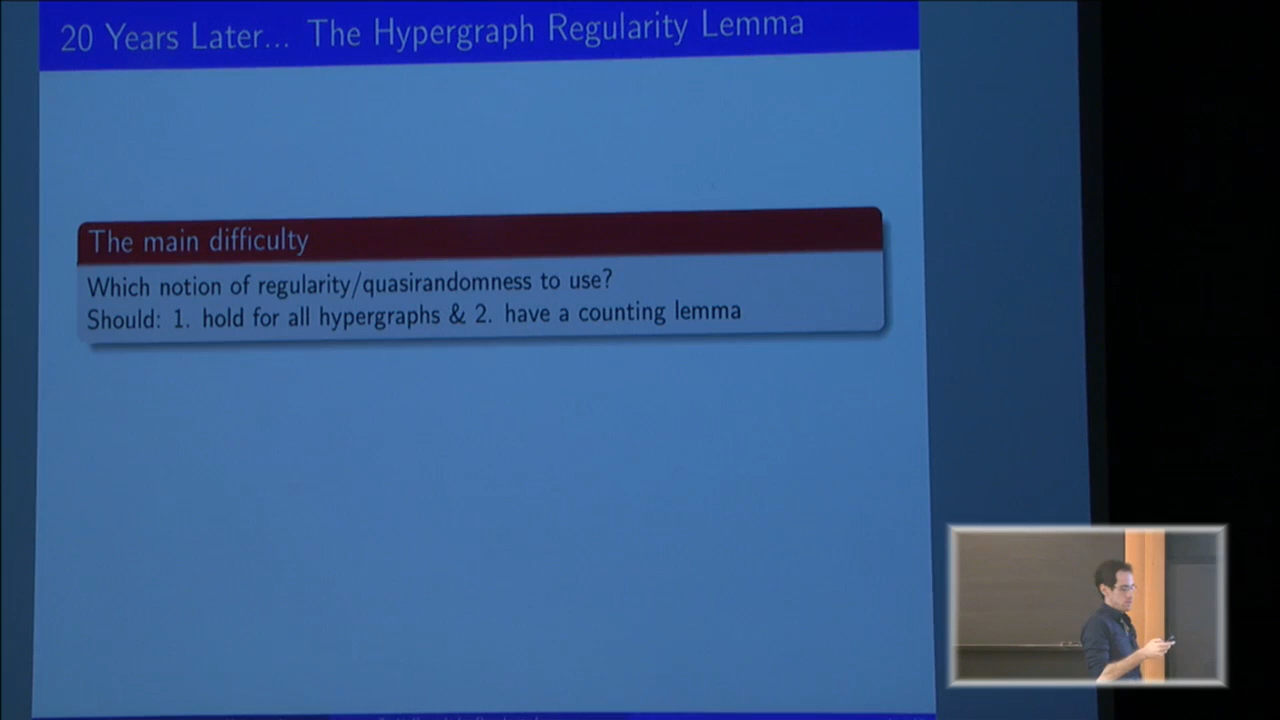 20 Years Later... The Hypergraph Regularity Lemma
The main difficulty
Which notion of regularity/quasirandomness to use?
Should: 1. hold for all hypergraphs & 2. have a counting lemma